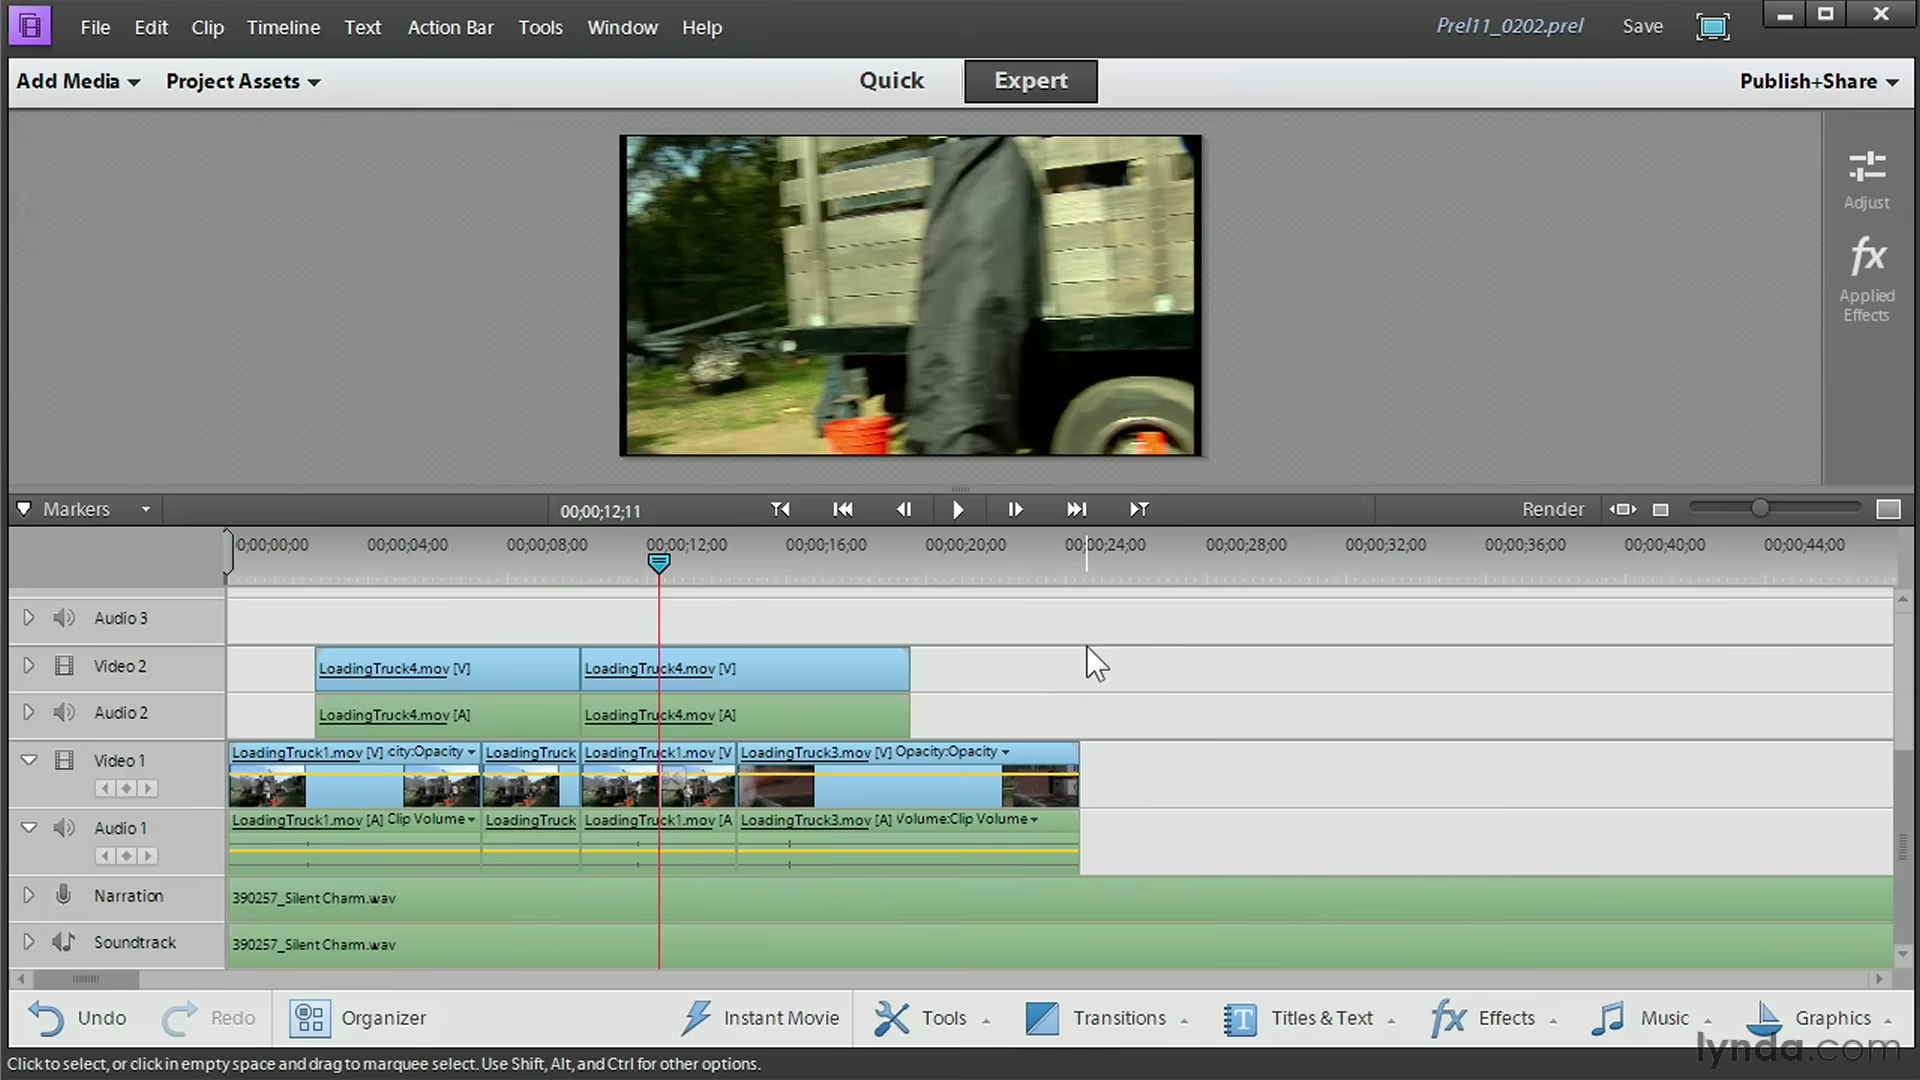 File Edit Clip Timeline Text Action Bar Tools Window Help Prel11_0202.prel Save
Add Media Project Assets Quick Expert Publish+Share
Adjust
fx
Applied
Effects
Markers 00;00;12;11 Render
0;00;00;00 00;00;04;00 00;00;08;00 00;00;12;00 00;00;16;00 00;00;20;00 00;00;24;00 00;00;28;00 00;00;32;00 00;00;36;00 00;00;40;00 00;00;44;00
Audio 3
Video 2 LoadingTruck4.mov [V] LoadingTruck4.mov [V]
Audio 2 LoadingTruck4.mov [A] LoadingTruck4.mov [A]
LoadingTruck1.mov [V] :city:Opacity LoadingTruck LoadingTruck1.mov [V LoadingTruck3.mov [V] Opacity:Opacity
Video 1
LoadingTruck1.mov [A] Clip Volume LoadingTruck LoadingTruck1.mov [A LoadingTruck3.mov [A] Volume:Clip Volume
Audio 1
Narration 390257_Silent Charm.wav
Soundtrack 390257_Silent Charm.wav
Undo Redo Organizer Instant Movie Tools Transitions T Titles & Text fx Effects Music Graphics
lynda.com
Click to select, or click in empty space and drag to marquee select. Use Shift, Alt, and Ctrl for other options.